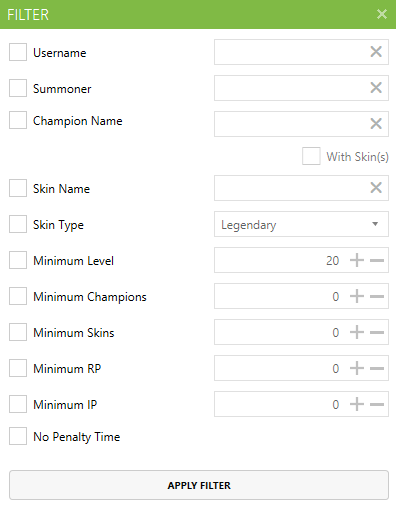 FILTER
Username
Summoner
Champion Name
With Skin(s)
Skin Name
Skin Type Legendary
Minimum Level 20
Minimum Champions 0
Minimum Skins 0
Minimum RP 0
Minimum IP 0
No Penalty Time
APPLY FILTER